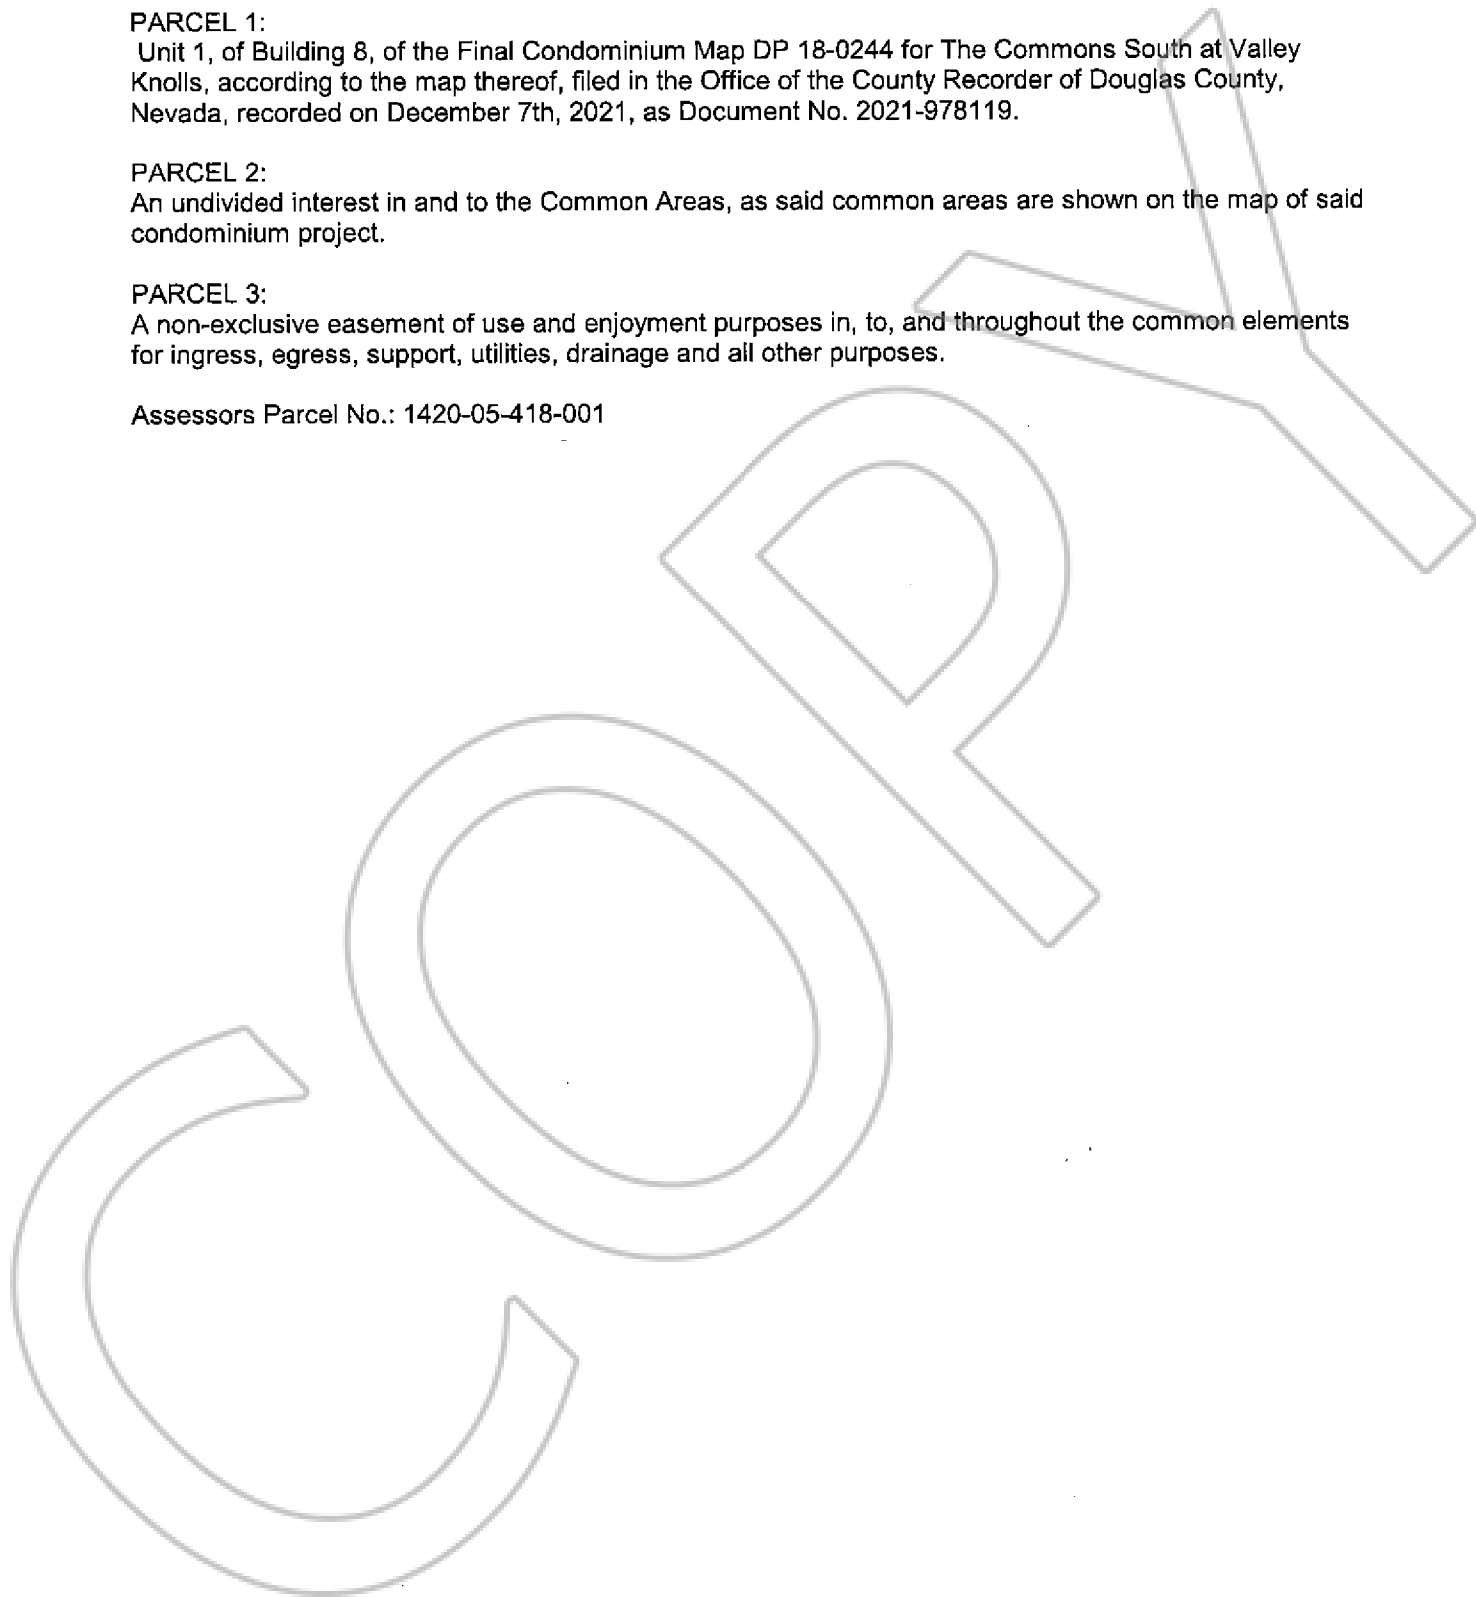 PARCEL 1:
Unit 1, of Building 8, of the Final Condominium Map DP 18-0244 for The Commons South at Valley
Knolls, according to the map thereof, filed in the Office of the County Recorder of Douglas County,
Nevada, recorded on December 7th, 2021, as Document No. 2021-978119.
PARCEL 2:
An undivided interest in and to the Common Areas, as said common areas are shown on the map of said
condominium project.
PARCEL 3:
A non-exclusive easement of use and enjoyment purposes in, to, and throughout the common elements
for ingress, egress, support, utilities, drainage and all other purposes.
Assessors Parcel No.: 1420-05-418-001
COPY